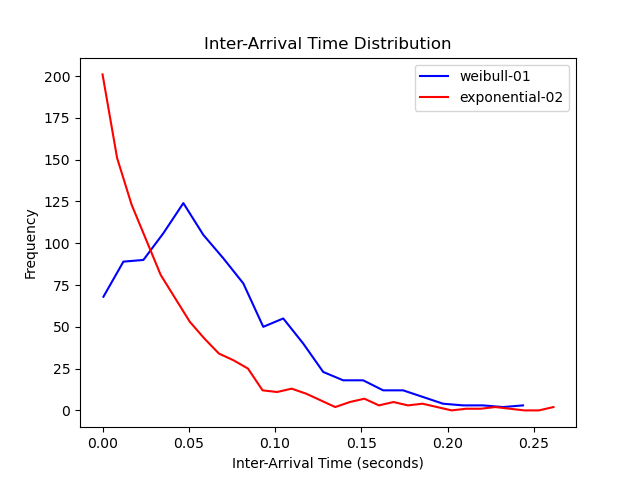 Inter-Arrival Time Distribution
weibull-01
exponential-02
Frequency
200
175
150
125
100
75
50
25
0
0.00 0.05 0.10 0.15 0.20 0.25
Inter-Arrival Time (seconds)